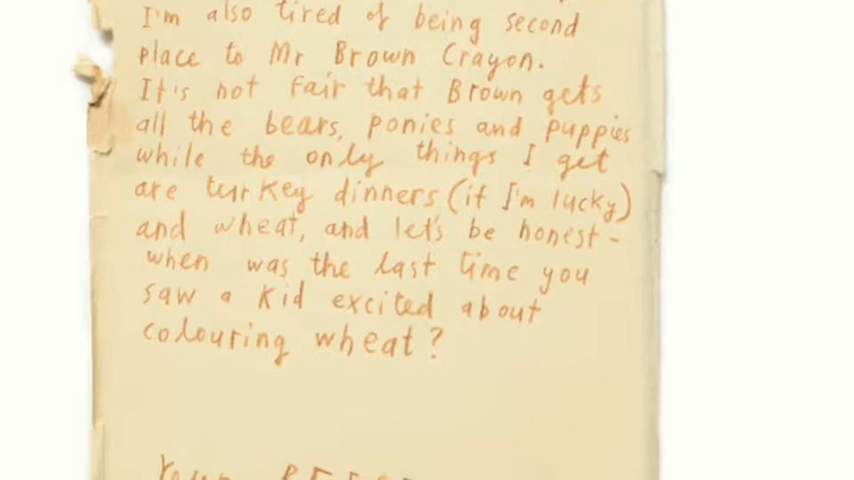 I'm also tired of being second
place to Mr Brown Crayon.
It's not fair that Brown gets
all the bears, ponies and puppies
while the only things I get
are turkey dinners (if I'm lucky)
and wheat, and let's be honest -
when was the last time you
saw a kid excited about
colouring wheat?